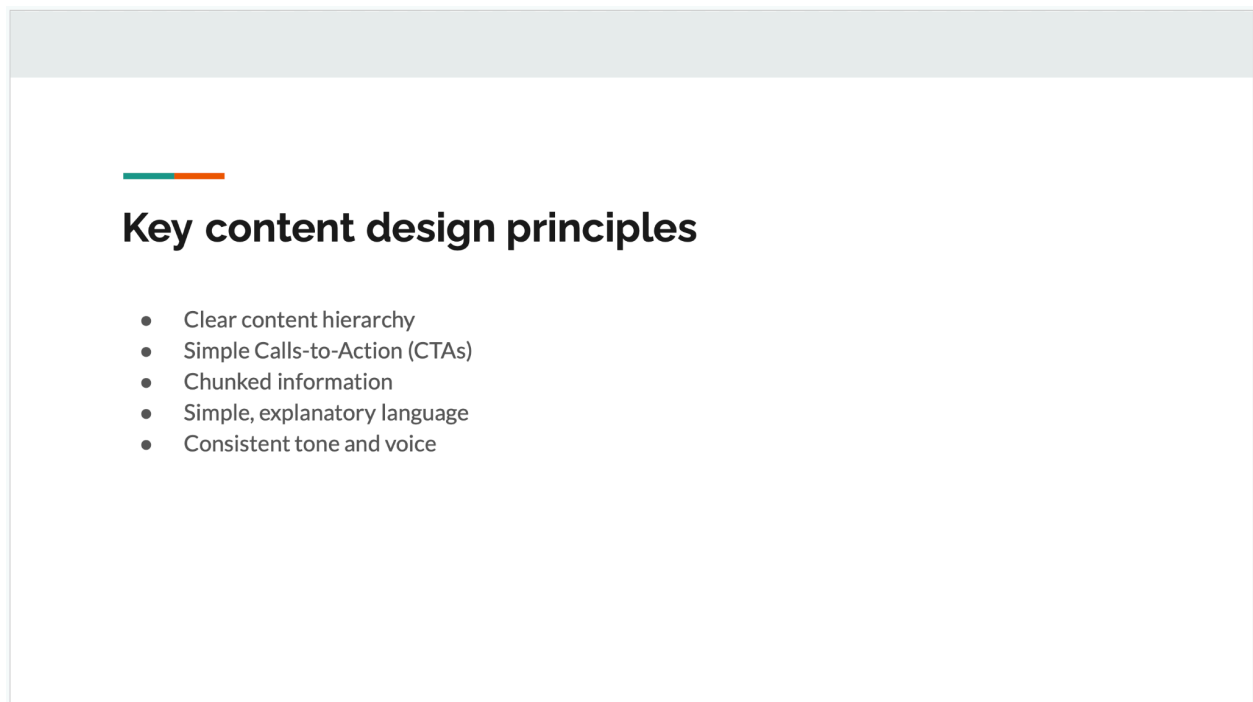 Key content design principles
● Clear content hierarchy
● Simple Calls-to-Action (CTAs)
● Chunked information
● Simple, explanatory language
● Consistent tone and voice